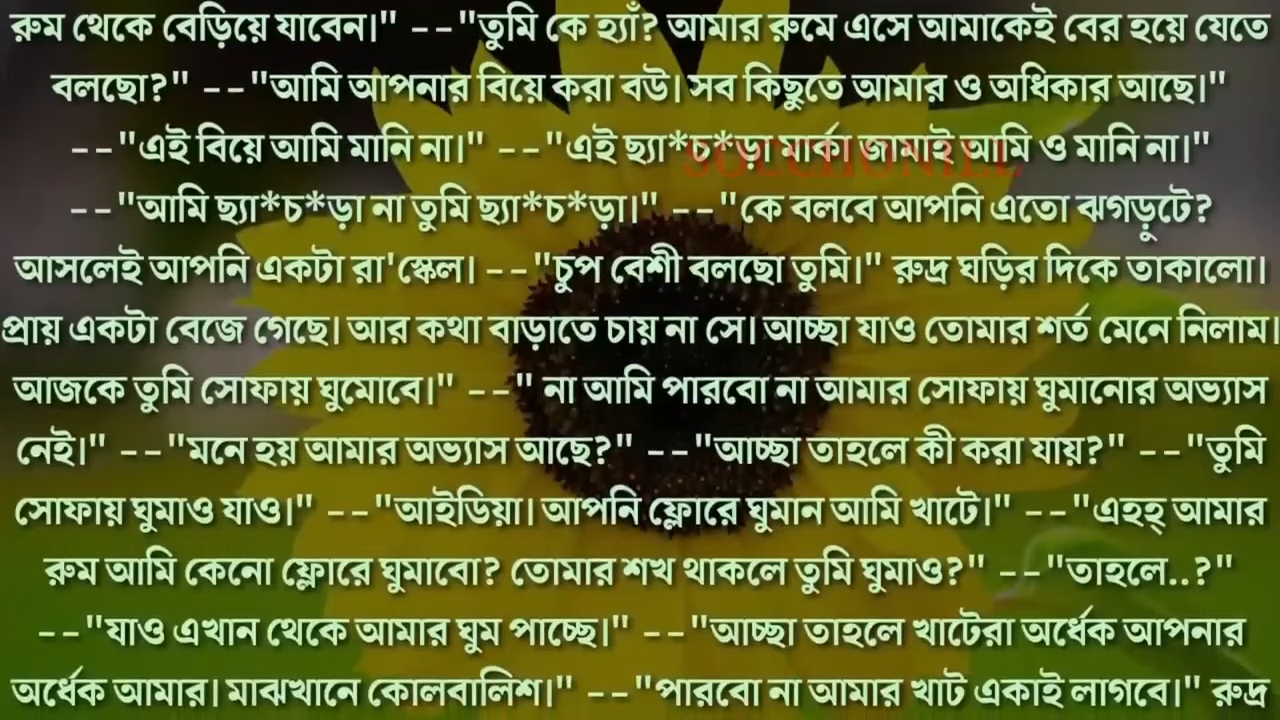 রুম থেকে বেড়িয়ে যাবেন।" --"তুমি কে হ্যাঁ? আমার রুমে এসে আমাকেই বের হয়ে যেতে
বলছো?" --"আমি আপনার বিয়ে করা বউ। সব কিছুতে আমার ও অধিকার আছে।"
--"এই বিয়ে আমি মানি না।" --"এই ছ্যা*চ*ড়া মার্কা জামাই আমি ও মানি না।"
--"আমি ছ্যা*চ*ড়া না তুমি ছ্যা*চ*ড়া।" --"কে বলবে আপনি এতো ঝগড়ুটে?
আসলেই আপনি একটা রা'স্কেল। --"চুপ বেশী বলছো তুমি।" রুদ্র ঘড়ির দিকে তাকালো।
প্রায় একটা বেজে গেছে। আর কথা বাড়াতে চায় না সে। আচ্ছা যাও তোমার শর্ত মেনে নিলাম।
আজকে তুমি সোফায় ঘুমোবে।" --" না আমি পারবো না আমার সোফায় ঘুমানোর অভ্যাস
নেই।" --"মনে হয় আমার অভ্যাস আছে?" --"আচ্ছা তাহলে কী করা যায়?" --"তুমি
সোফায় ঘুমাও যাও।" --"আইডিয়া। আপনি ফ্লোরে ঘুমান আমি খাটে।" --"এহহ্ আমার
রুম আমি কেনো ফ্লোরে ঘুমাবো? তোমার শখ থাকলে তুমি ঘুমাও?" --"তাহলে..?"
--"যাও এখান থেকে আমার ঘুম পাচ্ছে।" --"আচ্ছা তাহলে খাটেরা অর্ধেক আপনার
অর্ধেক আমার। মাঝখানে কোলবালিশ।" --"পারবো না আমার খাট একাই লাগবে।" রুদ্র